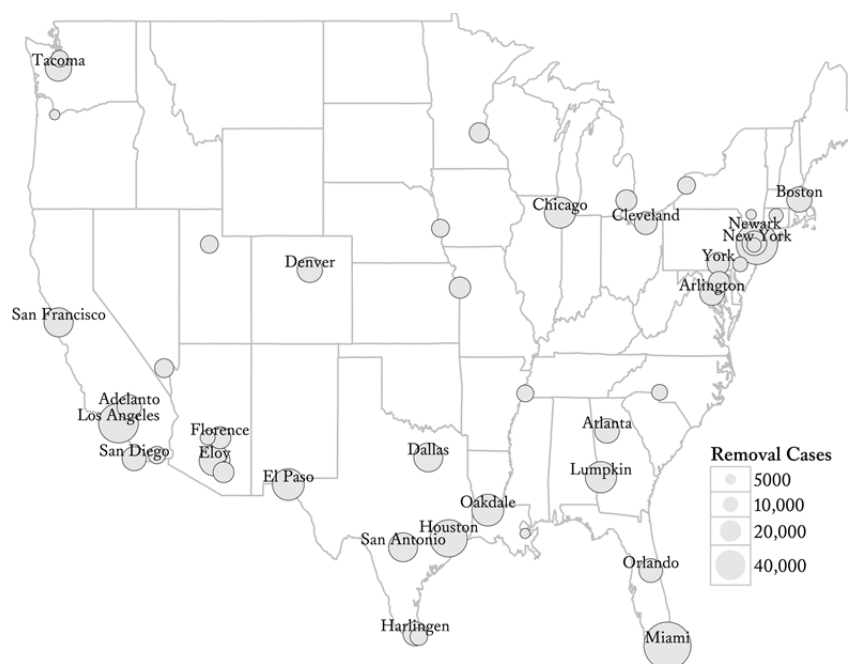 Tacoma
Boston
Chicago
Cleveland
Newark
New York
York
Denver
Arlington
San Francisco
Adelanto
Los Angeles
Florence
San Diego
Eloy
El Paso
Dallas
Atlanta
Lumpkin
Oakdale
Houston
San Antonio
Orlando
Harlingen
Miami
Removal Cases
5000
10,000
20,000
40,000